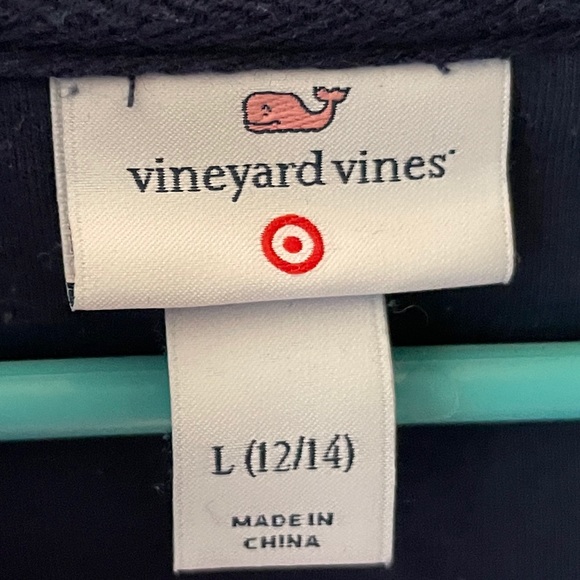 vineyard vines
L (12/14)
MADE IN
CHINA